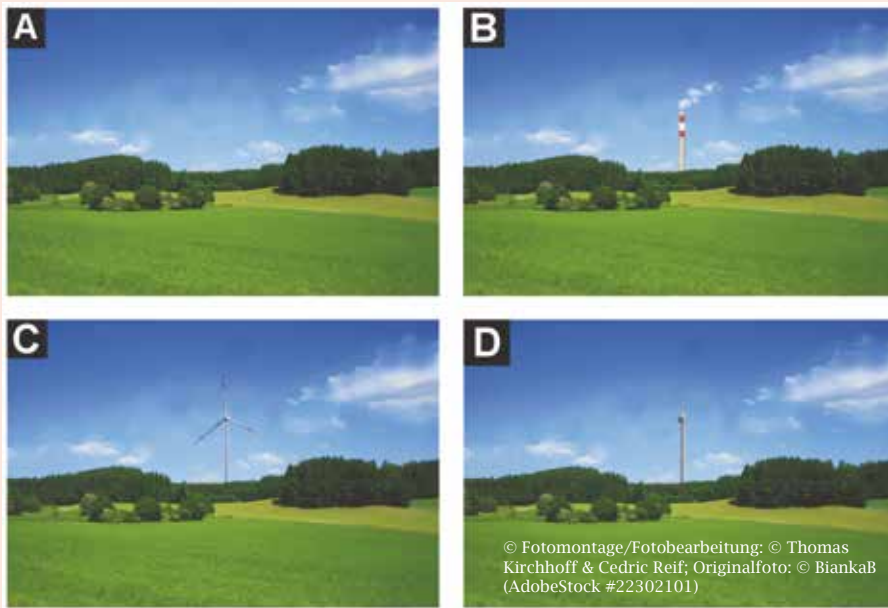 A
B
C
D
© Fotomontage/Fotobearbeitung: © Thomas
Kirchhoff & Cedric Reif; Originalfoto: © BiankaB
(AdobeStock #22302101)